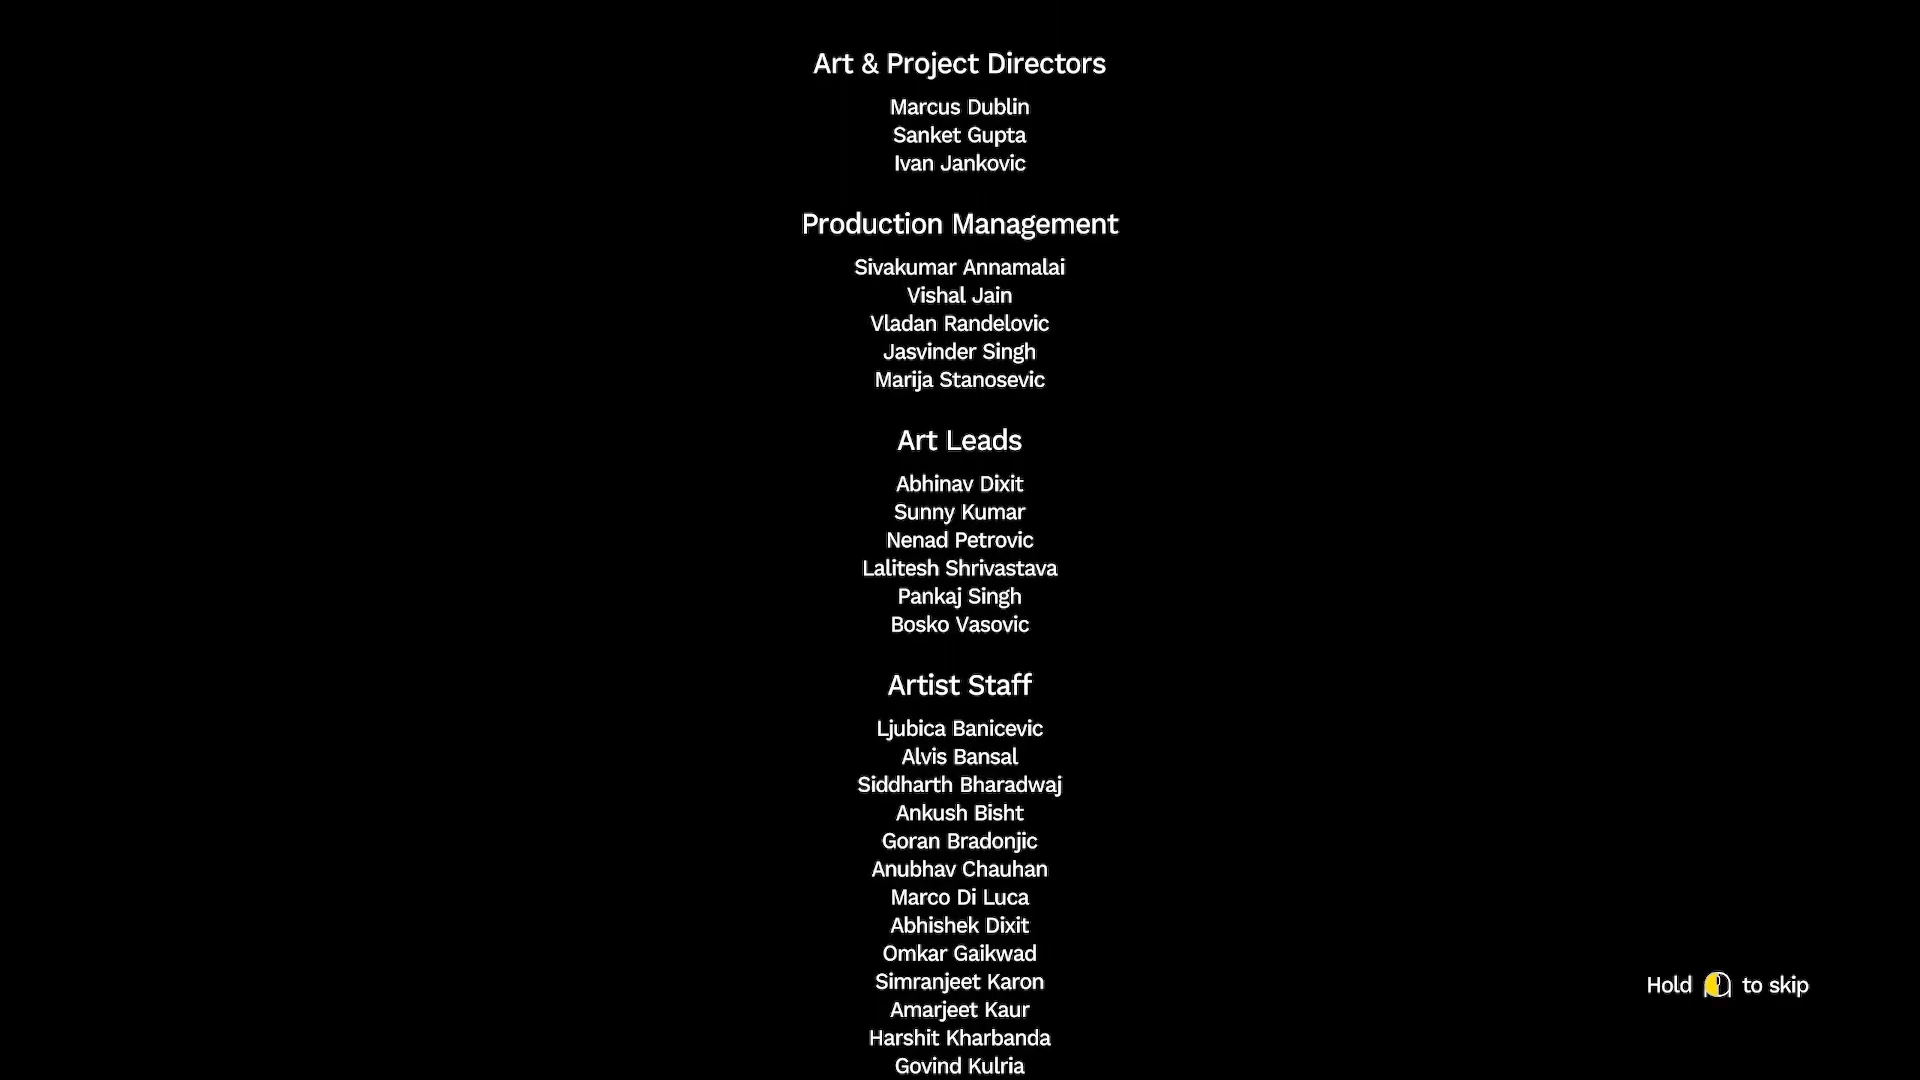 Art & Project Directors
Marcus Dublin
Sanket Gupta
Ivan Jankovic
Production Management
Sivakumar Annamalai
Vishal Jain
Vladan Randelovic
Jasvinder Singh
Marija Stanosevic
Art Leads
Abhinav Dixit
Sunny Kumar
Nenad Petrovic
Lalitesh Shrivastava
Pankaj Singh
Bosko Vasovic
Artist Staff
Ljubica Banicevic
Alvis Bansal
Siddharth Bharadwaj
Ankush Bisht
Goran Bradonjic
Anubhav Chauhan
Marco Di Luca
Abhishek Dixit
Omkar Gaikwad
Simranjeet Karon
Hold to skip
Amarjeet Kaur
Harshit Kharbanda
Govind Kulria